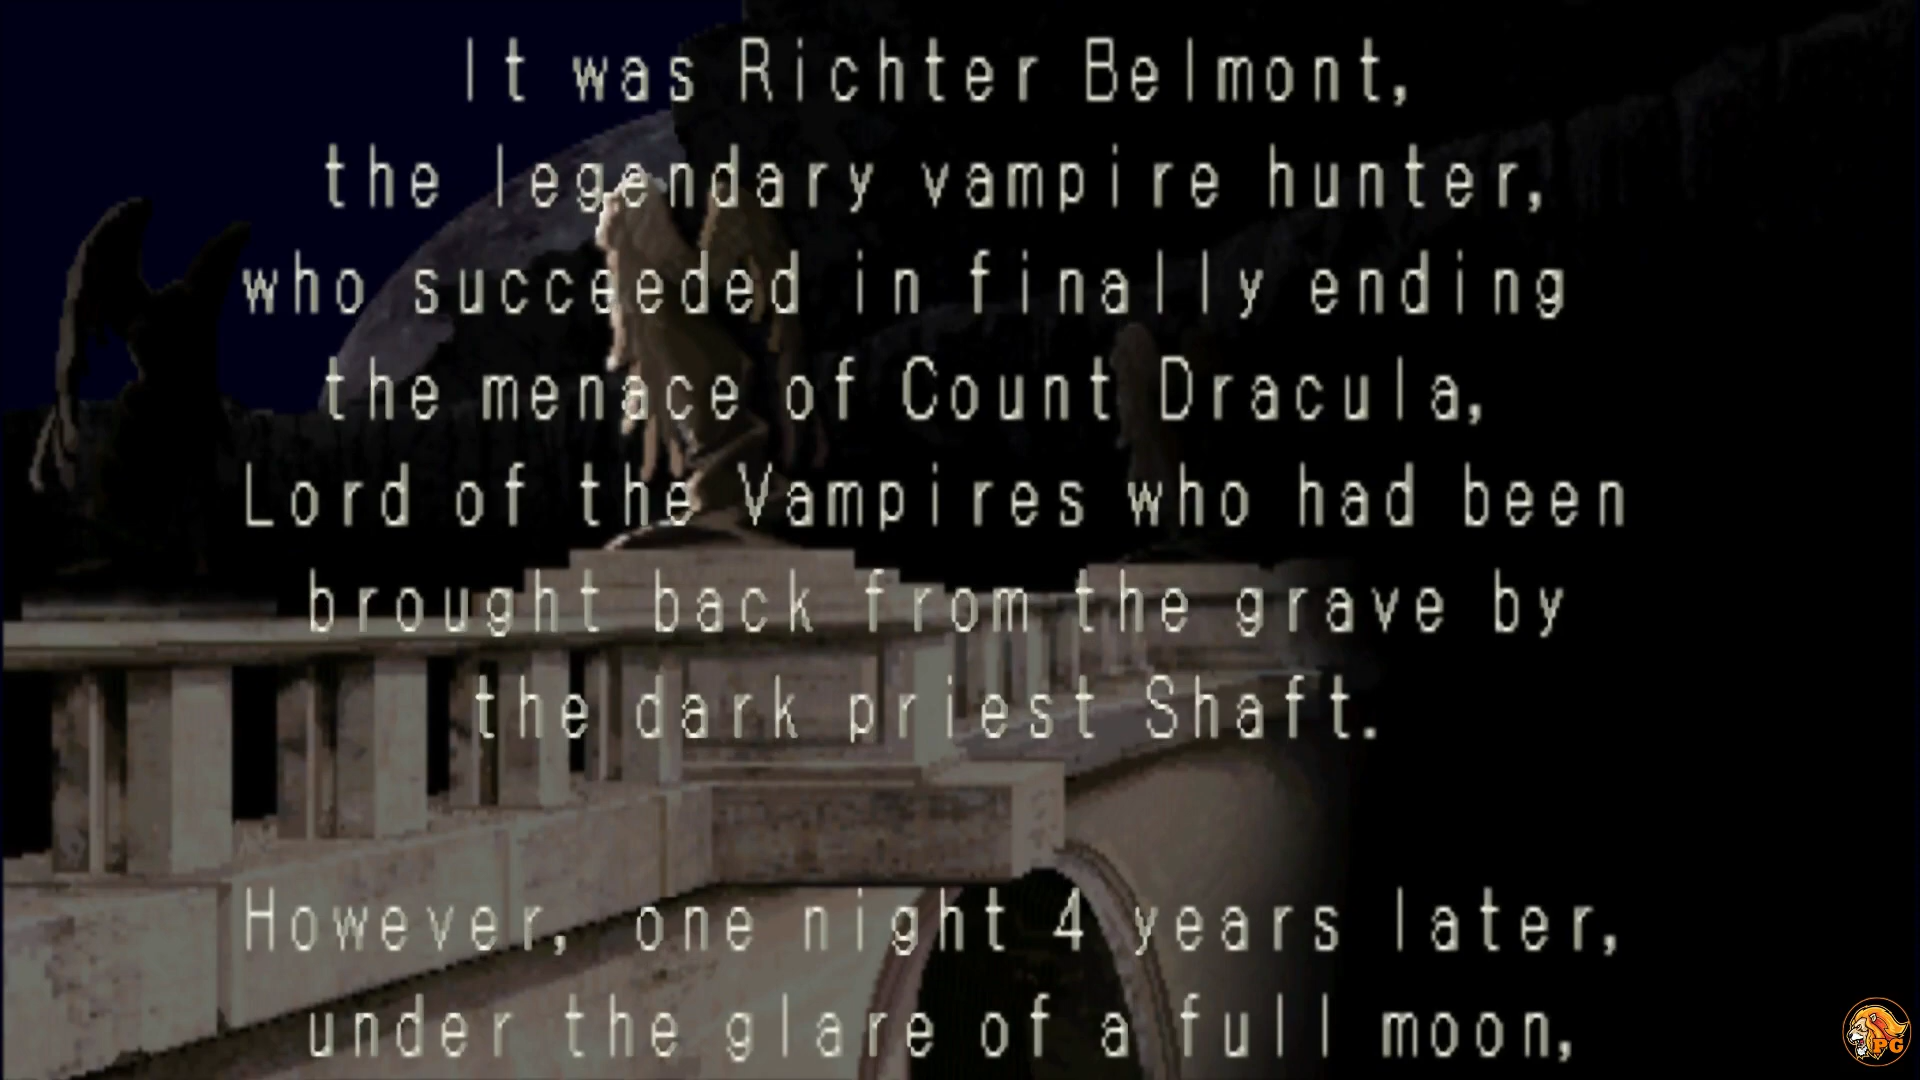 It was Richter Belmont,
the legendary vampire hunter,
who succeeded in finally ending
the menace of Count Dracula,
Lord of the Vampires who had been
brought back from the grave by
the dark priest Shaft.
However, one night 4 years later,
under the glare of a full moon,
PG